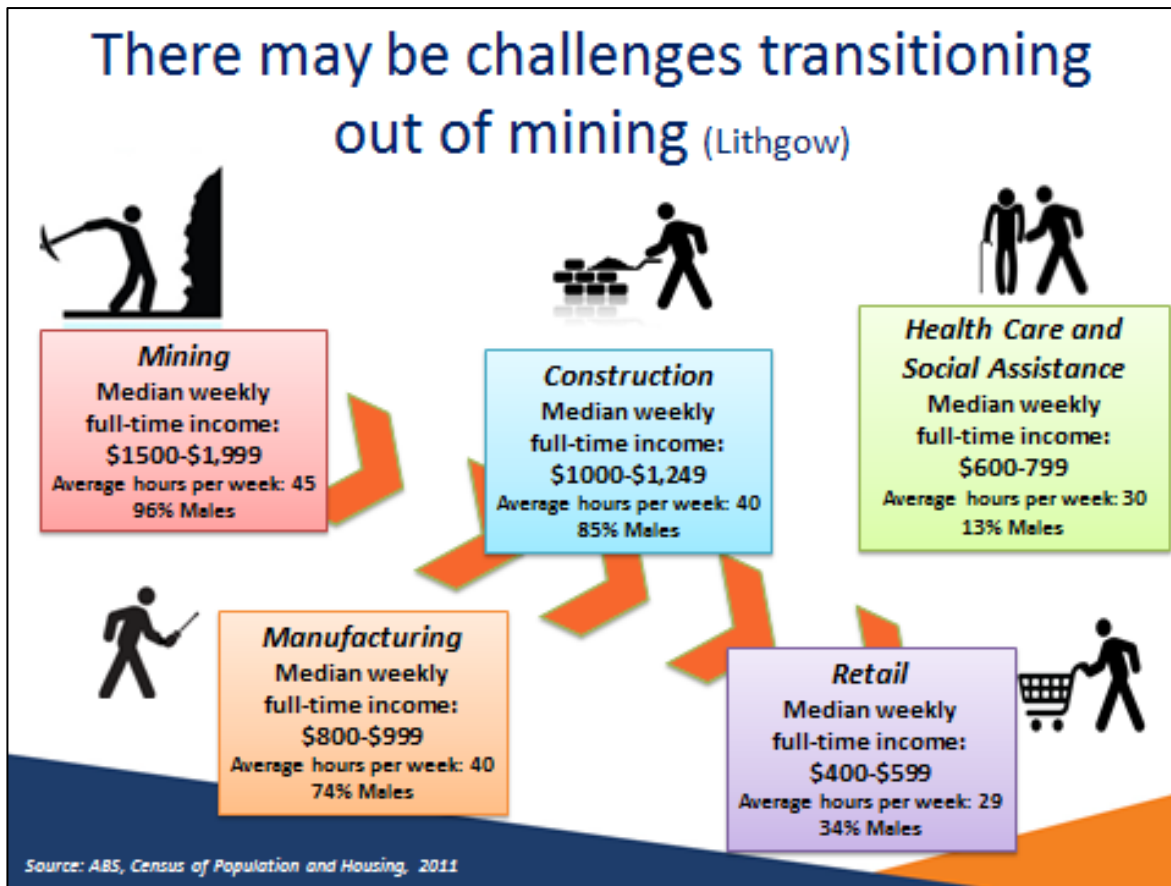 There may be challenges transitioning
out of mining (Lithgow)
Mining
Median weekly
full-time income:
$1500-$1,999
Average hours per week: 45
96% Males
Construction
Median weekly
full-time income:
$1000-$1,249
Average hours per week: 40
85% Males
Health Care and
Social Assistance
Median weekly
full-time income:
$600-799
Average hours per week: 30
13% Males
Manufacturing
Median weekly
full-time income:
$800-$999
Average hours per week: 40
74% Males
Retail
Median weekly
full-time income:
$400-$599
Average hours per week: 29
34% Males
Source: ABS, Census of Population and Housing, 2011